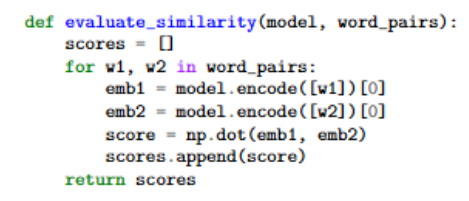 def evaluate_similarity(model, word_pairs):
    scores = []
    for w1, w2 in word_pairs:
        emb1 = model.encode([w1])[0]
        emb2 = model.encode([w2])[0]
        score = np.dot(emb1, emb2)
        scores.append(score)
    return scores